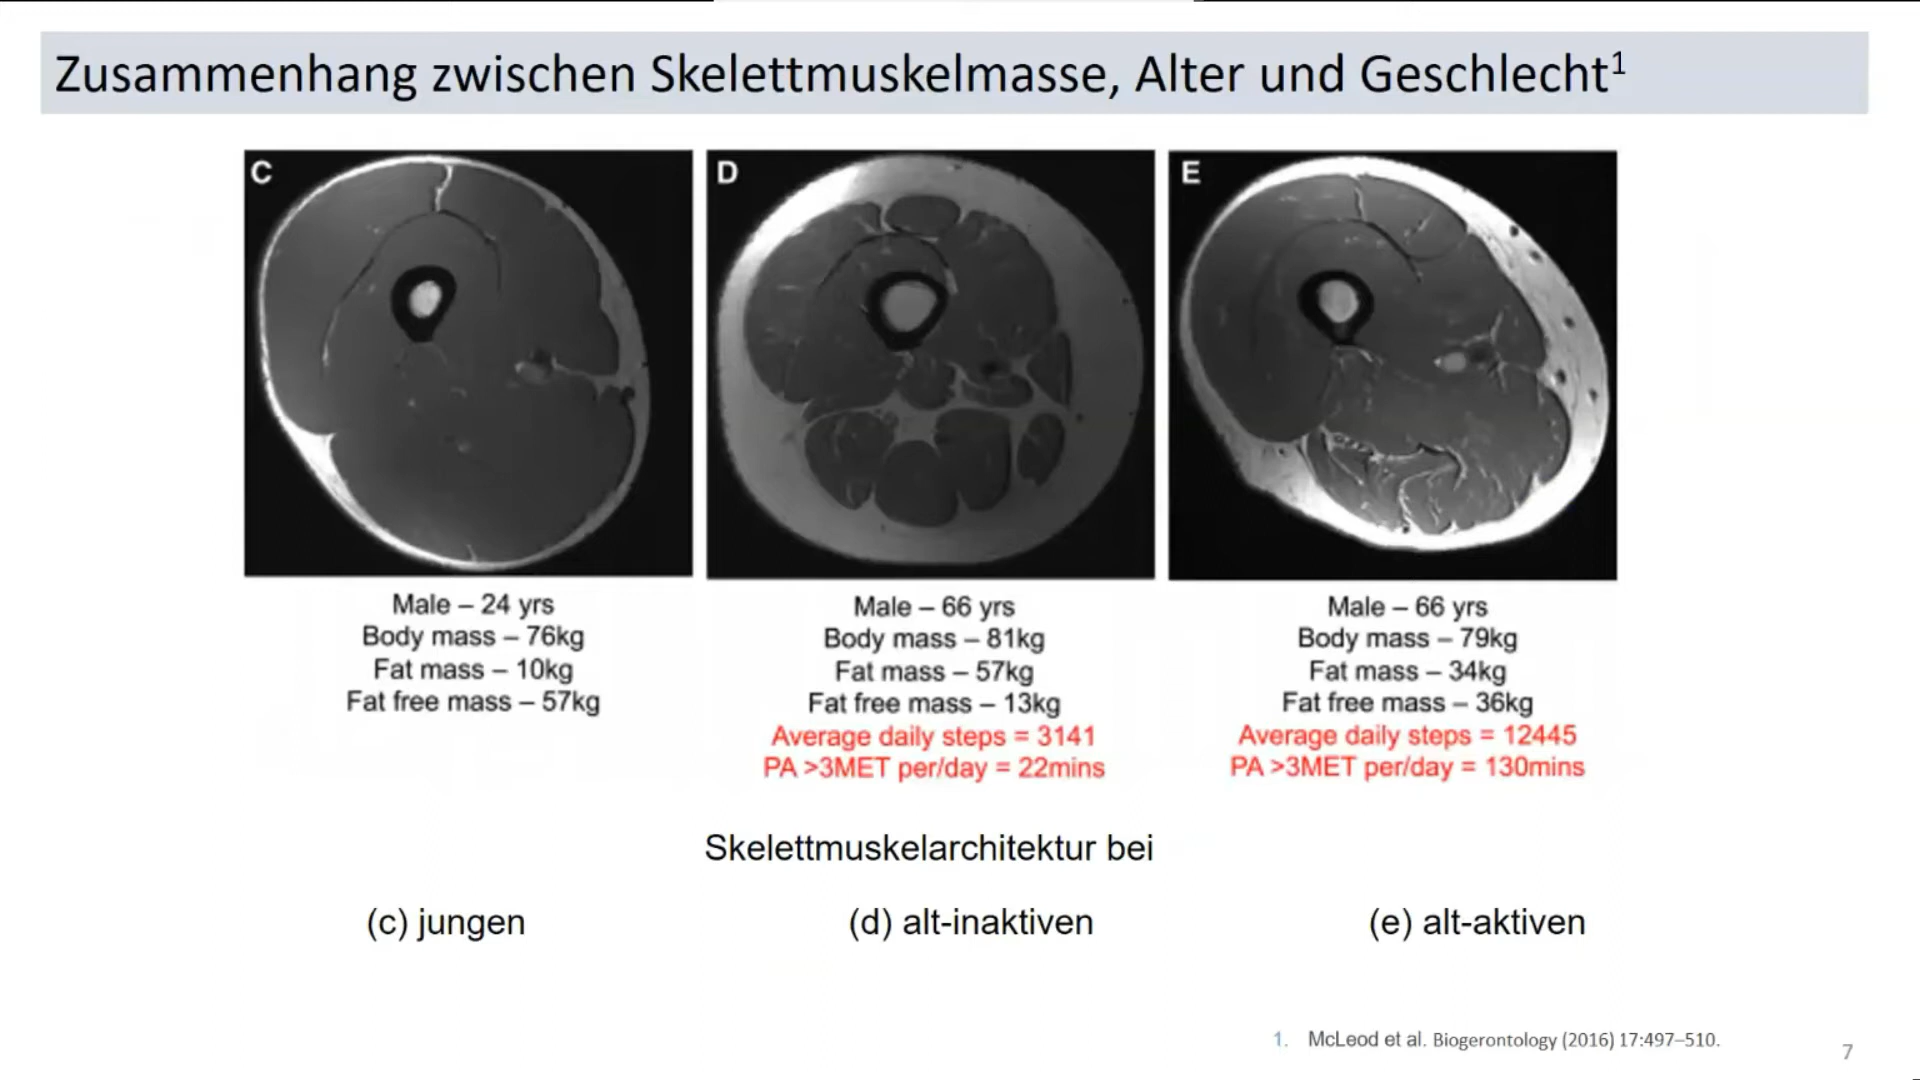 Zusammenhang zwischen Skelettmuskelmasse, Alter und Geschlecht¹
C
D
E
Male – 24 yrs
Body mass – 76kg
Fat mass – 10kg
Fat free mass – 57kg
Male – 66 yrs
Body mass – 81kg
Fat mass – 57kg
Fat free mass – 13kg
Average daily steps = 3141
PA >3MET per/day = 22mins
Male – 66 yrs
Body mass – 79kg
Fat mass – 34kg
Fat free mass – 36kg
Average daily steps = 12445
PA >3MET per/day = 130mins
Skelettmuskelarchitektur bei
(c) jungen
(d) alt-inaktiven
(e) alt-aktiven
1. McLeod et al. Biogerontology (2016) 17:497–510.
7